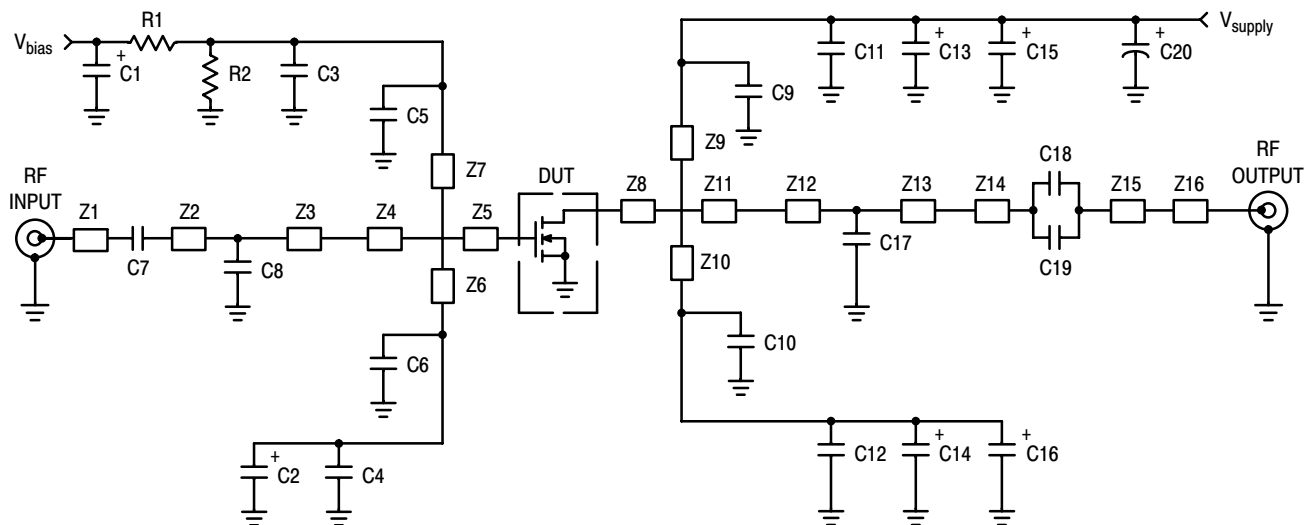 R1
V_bias
C1
R2
C3
C5
RF
INPUT
Z1
C7
Z2
C8
Z3
Z4
Z7
Z5
Z6
DUT
C6
C2
C4
V_supply
C11
C13
C15
C20
C9
Z9
Z8
Z11
Z12
C17
Z13
Z14
C18
C19
Z15
Z16
RF
OUTPUT
Z10
C10
C12
C14
C16
+
+
+
+
+
+
+